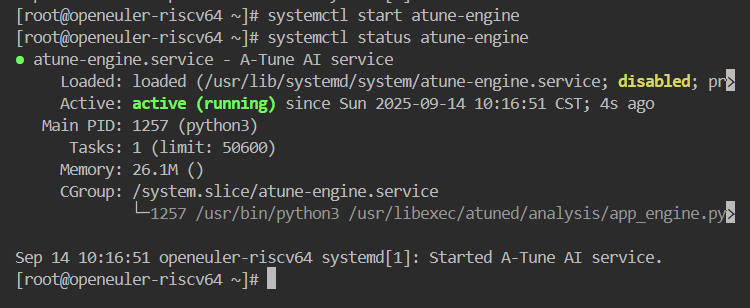 [root@openeuler-riscv64 ~]# systemctl start atune-engine
[root@openeuler-riscv64 ~]# systemctl status atune-engine
● atune-engine.service - A-Tune AI service
     Loaded: loaded (/usr/lib/systemd/system/atune-engine.service; disabled; pr>
     Active: active (running) since Sun 2025-09-14 10:16:51 CST; 4s ago
   Main PID: 1257 (python3)
      Tasks: 1 (limit: 50600)
     Memory: 26.1M ()
     CGroup: /system.slice/atune-engine.service
             └─1257 /usr/bin/python3 /usr/libexec/atuned/analysis/app_engine.py>

Sep 14 10:16:51 openeuler-riscv64 systemd[1]: Started A-Tune AI service.
[root@openeuler-riscv64 ~]#